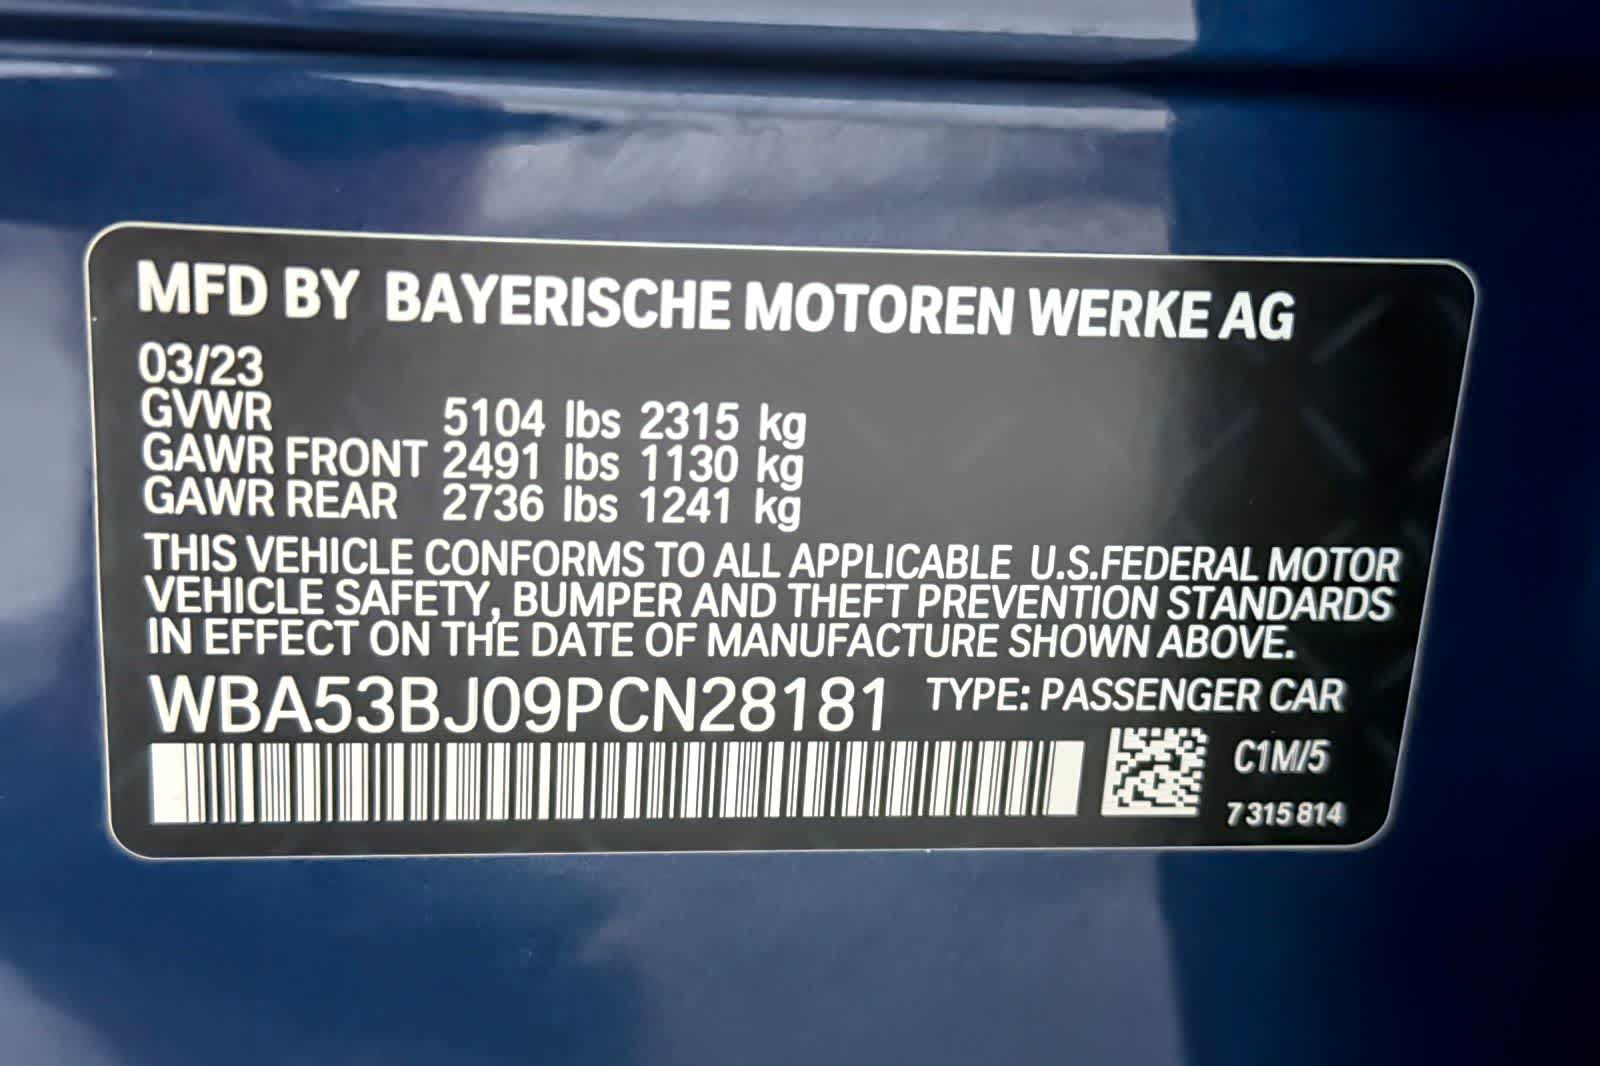 MFD BY BAYERISCHE MOTOREN WERKE AG
03/23
GVWR 5104 lbs 2315 kg
GAWR FRONT 2491 lbs 1130 kg
GAWR REAR 2736 lbs 1241 kg
THIS VEHICLE CONFORMS TO ALL APPLICABLE U.S.FEDERAL MOTOR
VEHICLE SAFETY, BUMPER AND THEFT PREVENTION STANDARDS
IN EFFECT ON THE DATE OF MANUFACTURE SHOWN ABOVE.
WBA53BJ09PCN28181 TYPE: PASSENGER CAR
C1M/5
7 315 814